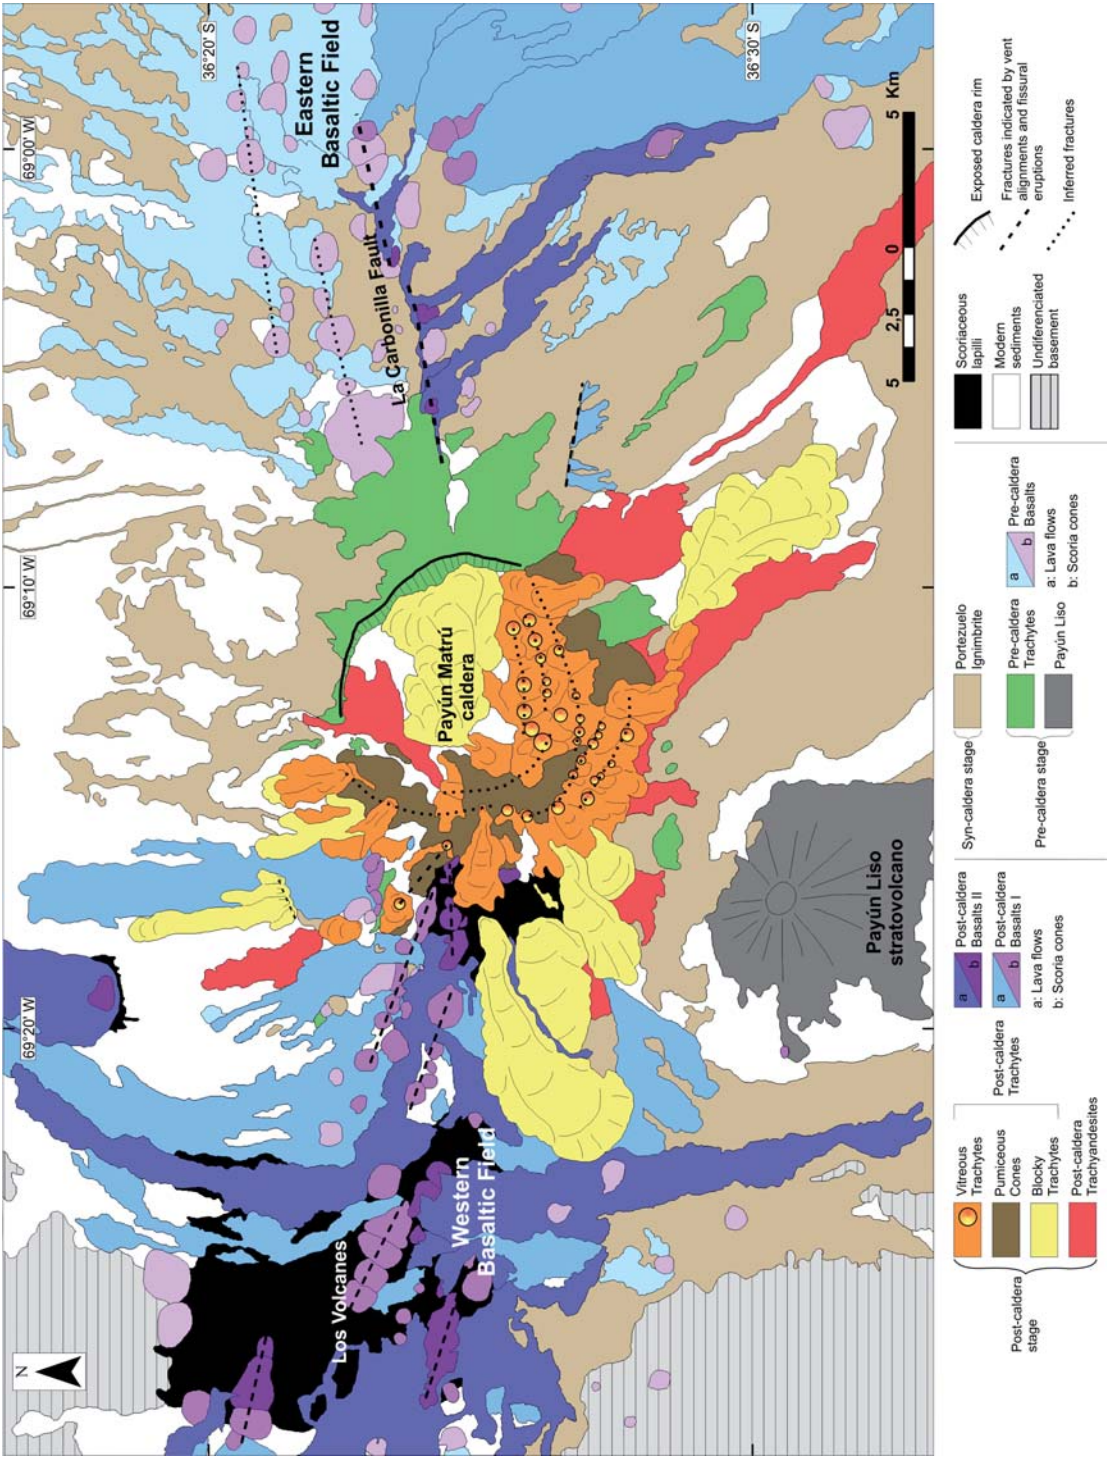 N
69°20' W
69°10' W
69°00' W
36°20' S
36°30' S
Los Volcanes
Western
Basaltic Field
Payún Matrú
caldera
La Carbonilla Fault
Eastern
Basaltic Field
Payún Liso
stratovolcano
5
2,5
0
5
Km
Post-caldera
stage
Vitreous
Trachytes
Pumiceous
Cones
Blocky
Trachytes
Post-caldera
Trachyandesites
Post-caldera
Trachytes
a
b
Post-caldera
Basalts II
a
b
Post-caldera
Basalts I
a: Lava flows
b: Scoria cones
Syn-caldera stage
Portezuelo
Ignimbrite
Pre-caldera stage
Pre-caldera
Trachytes
Payún Liso
a
b
Pre-caldera
Basalts
a: Lava flows
b: Scoria cones
Scoriaceous
lapilli
Modern
sediments
Undiferenciated
basement
Exposed caldera rim
Fractures indicated by vent
alignments and fissural
eruptions
Inferred fractures